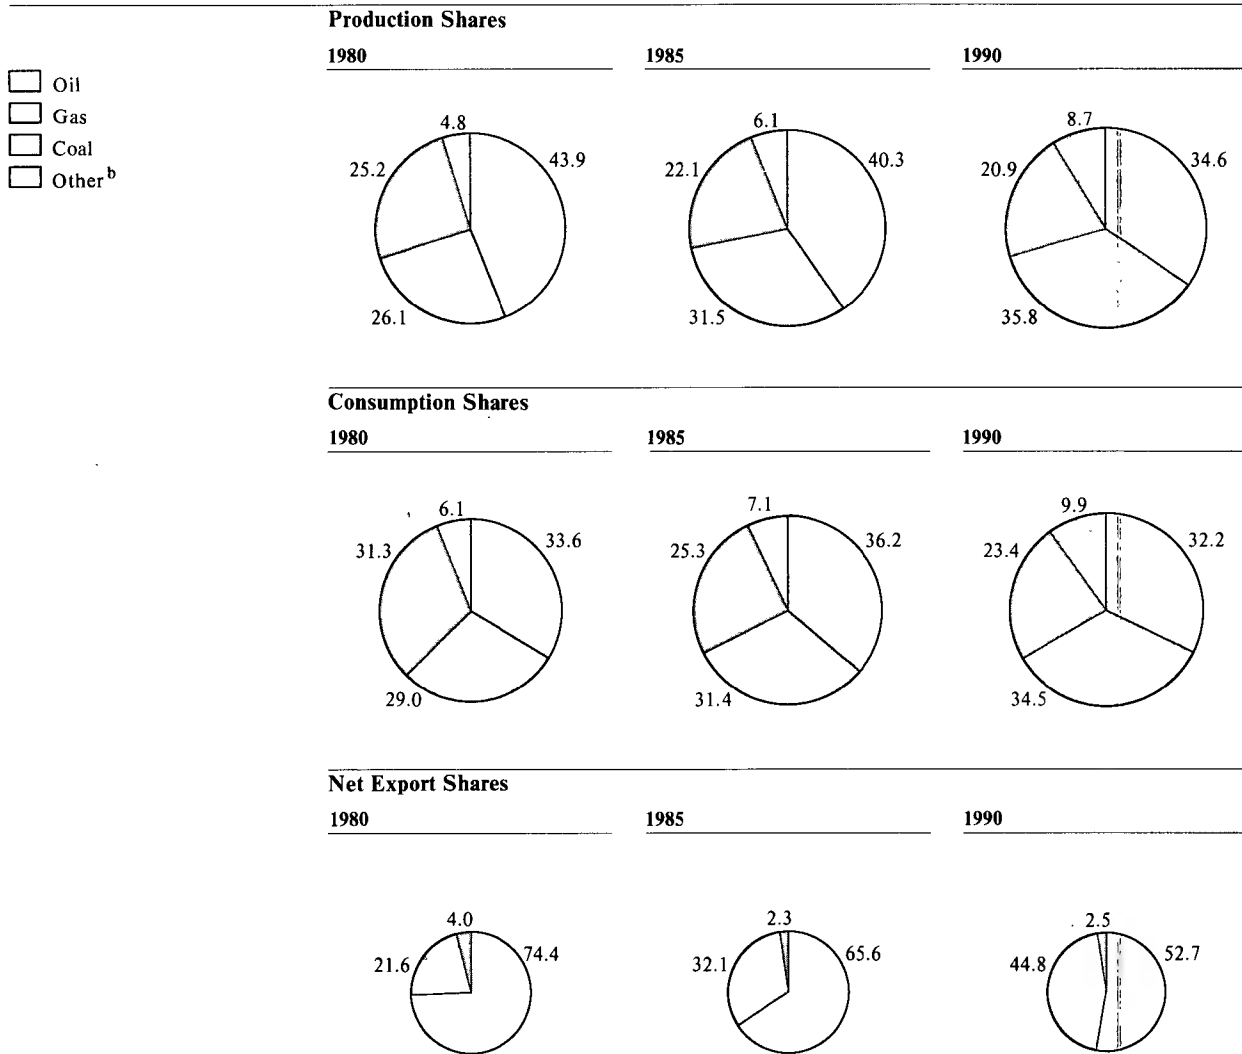 Production Shares
1980 1985 1990
Oil
Gas
Coal
Other b
4.8 6.1 8.7
25.2 43.9 22.1 40.3 20.9 34.6
26.1 31.5 35.8
Consumption Shares
1980 1985 1990
6.1 7.1 9.9
31.3 33.6 25.3 36.2 23.4 32.2
29.0 31.4 34.5
Net Export Shares
1980 1985 1990
4.0 2.3 2.5
21.6 74.4 32.1 65.6 44.8 52.7